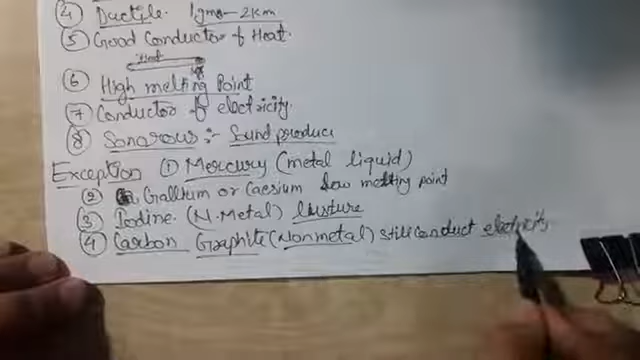 ④ Ductile. 1gms- 2Km
⑤ Good Conductor of Heat.
Heat
⑥ High melting Point
⑦ Conductor of electricity.
⑧ Sonorous :- Sound produce
Exception ① Mercury (metal liquid)
② Gallium or Caesium low melting point
③ Iodine. (N.Metal) lusture
④ Carbon Graphite (Nonmetal) still conduct electricity